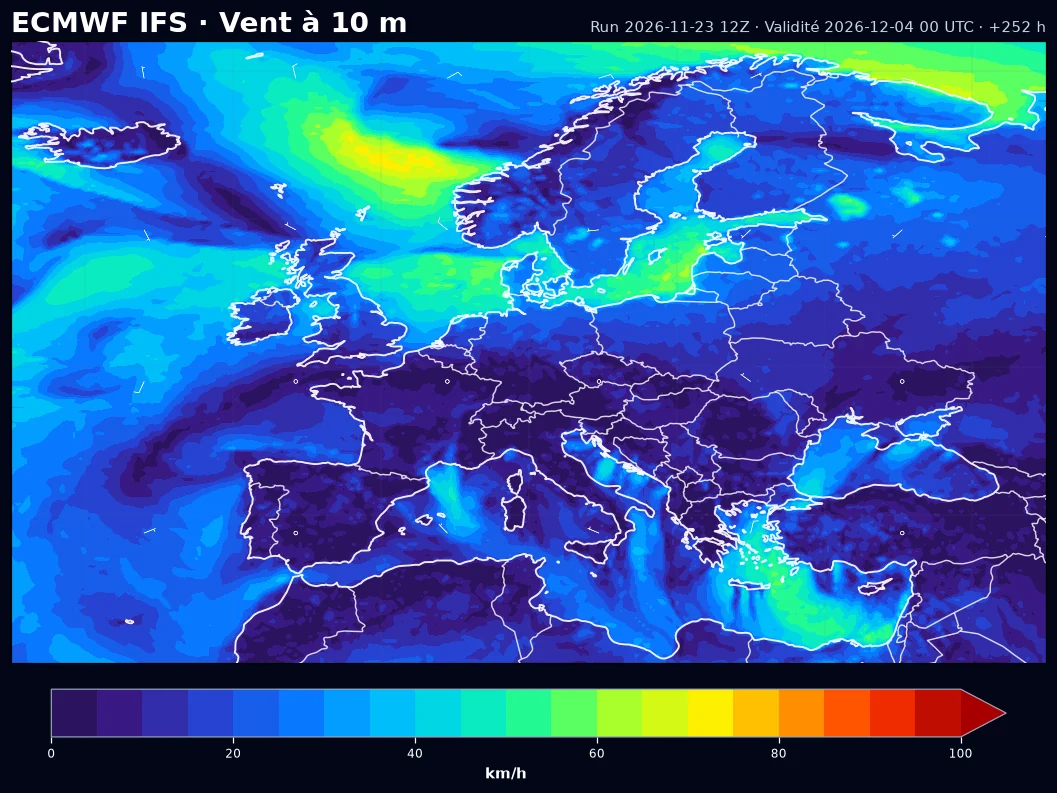 ECMWF IFS · Vent à 10 m
Run 2026-11-23 12Z · Validité 2026-12-04 00 UTC · +252 h
0 20 40 60 80 100
km/h